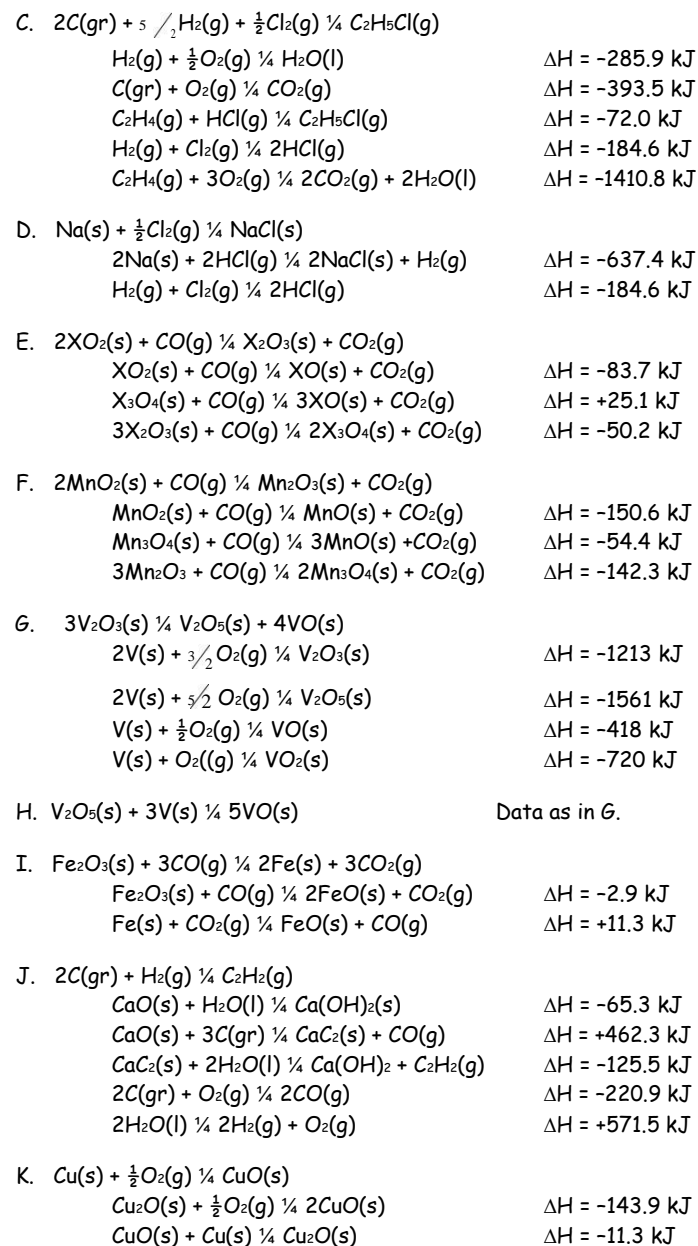 C. 2C(gr) + 5/2H₂(g) + ½Cl₂(g) ¼ C₂H₅Cl(g)
H₂(g) + ½O₂(g) ¼ H₂O(l) ΔH = –285.9 kJ
C(gr) + O₂(g) ¼ CO₂(g) ΔH = –393.5 kJ
C₂H₄(g) + HCl(g) ¼ C₂H₅Cl(g) ΔH = –72.0 kJ
H₂(g) + Cl₂(g) ¼ 2HCl(g) ΔH = –184.6 kJ
C₂H₄(g) + 3O₂(g) ¼ 2CO₂(g) + 2H₂O(l) ΔH = –1410.8 kJ
D. Na(s) + ½Cl₂(g) ¼ NaCl(s)
2Na(s) + 2HCl(g) ¼ 2NaCl(s) + H₂(g) ΔH = –637.4 kJ
H₂(g) + Cl₂(g) ¼ 2HCl(g) ΔH = –184.6 kJ
E. 2XO₂(s) + CO(g) ¼ X₂O₃(s) + CO₂(g)
XO₂(s) + CO(g) ¼ XO(s) + CO₂(g) ΔH = –83.7 kJ
X₃O₄(s) + CO(g) ¼ 3XO(s) + CO₂(g) ΔH = +25.1 kJ
3X₂O₃(s) + CO(g) ¼ 2X₃O₄(s) + CO₂(g) ΔH = –50.2 kJ
F. 2MnO₂(s) + CO(g) ¼ Mn₂O₃(s) + CO₂(g)
MnO₂(s) + CO(g) ¼ MnO(s) + CO₂(g) ΔH = –150.6 kJ
Mn₃O₄(s) + CO(g) ¼ 3MnO(s) +CO₂(g) ΔH = –54.4 kJ
3Mn₂O₃ + CO(g) ¼ 2Mn₃O₄(s) + CO₂(g) ΔH = –142.3 kJ
G. 3V₂O₃(s) ¼ V₂O₅(s) + 4VO(s)
2V(s) + 3/2 O₂(g) ¼ V₂O₃(s) ΔH = –1213 kJ
2V(s) + 5/2 O₂(g) ¼ V₂O₅(s) ΔH = –1561 kJ
V(s) + ½O₂(g) ¼ VO(s) ΔH = –418 kJ
V(s) + O₂((g) ¼ VO₂(s) ΔH = –720 kJ
H. V₂O₅(s) + 3V(s) ¼ 5VO(s) Data as in G.
I. Fe₂O₃(s) + 3CO(g) ¼ 2Fe(s) + 3CO₂(g)
Fe₂O₃(s) + CO(g) ¼ 2FeO(s) + CO₂(g) ΔH = –2.9 kJ
Fe(s) + CO₂(g) ¼ FeO(s) + CO(g) ΔH = +11.3 kJ
J. 2C(gr) + H₂(g) ¼ C₂H₂(g)
CaO(s) + H₂O(l) ¼ Ca(OH)₂(s) ΔH = –65.3 kJ
CaO(s) + 3C(gr) ¼ CaC₂(s) + CO(g) ΔH = +462.3 kJ
CaC₂(s) + 2H₂O(l) ¼ Ca(OH)₂ + C₂H₂(g) ΔH = –125.5 kJ
2C(gr) + O₂(g) ¼ 2CO(g) ΔH = –220.9 kJ
2H₂O(l) ¼ 2H₂(g) + O₂(g) ΔH = +571.5 kJ
K. Cu(s) + ½O₂(g) ¼ CuO(s)
Cu₂O(s) + ½O₂(g) ¼ 2CuO(s) ΔH = –143.9 kJ
CuO(s) + Cu(s) ¼ Cu₂O(s) ΔH = –11.3 kJ